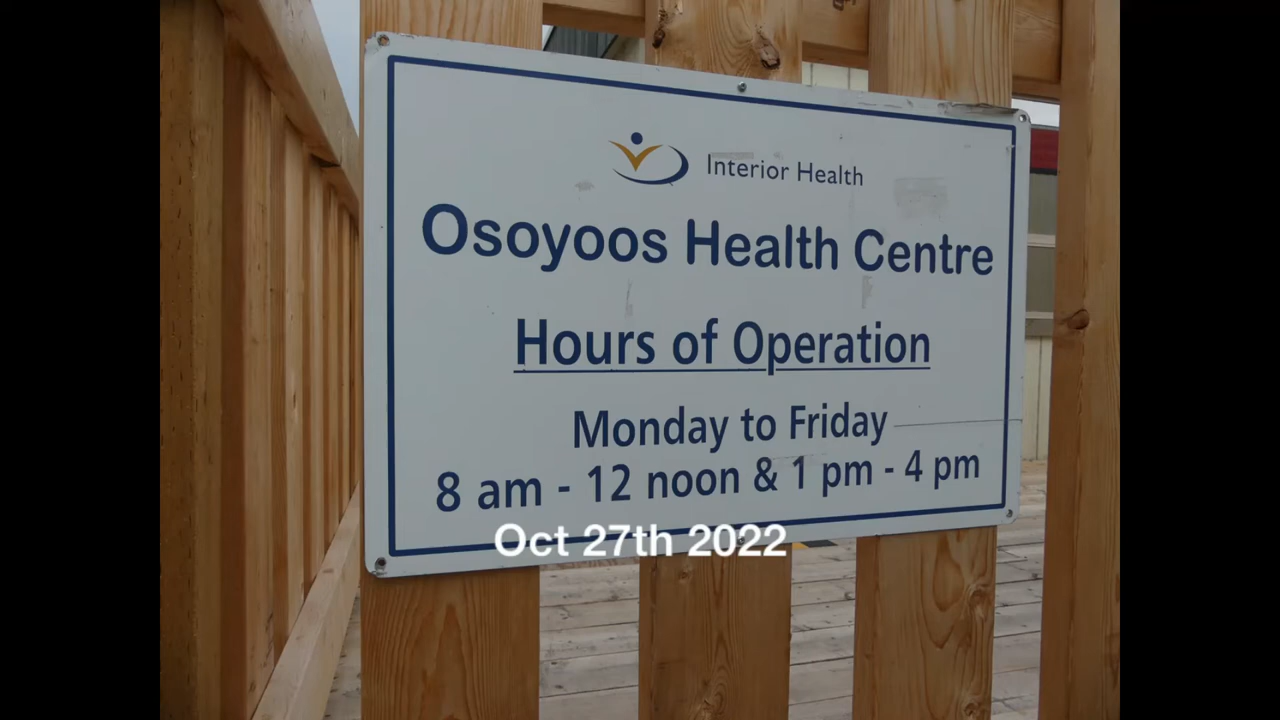 Interior Health
Osoyoos Health Centre
Hours of Operation
Monday to Friday
8 am - 12 noon & 1 pm - 4 pm
Oct 27th 2022